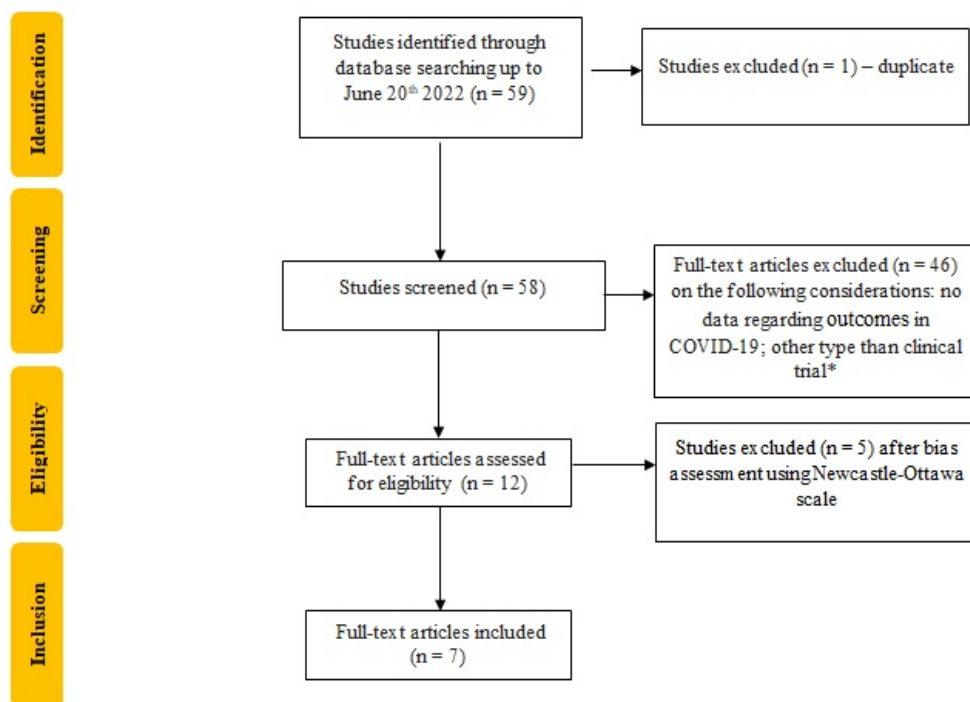 Identification
Studies identified through
database searching up to
June 20th 2022 (n = 59)
Studies excluded (n = 1) – duplicate
Screening
Studies screened (n = 58)
Full-text articles excluded (n = 46)
on the following considerations: no
data regarding outcomes in
COVID-19; other type than clinical
trial*
Eligibility
Full-text articles assessed
for eligibility (n = 12)
Studies excluded (n = 5) after bias
assessment using Newcastle-Ottawa
scale
Inclusion
Full-text articles included
(n = 7)